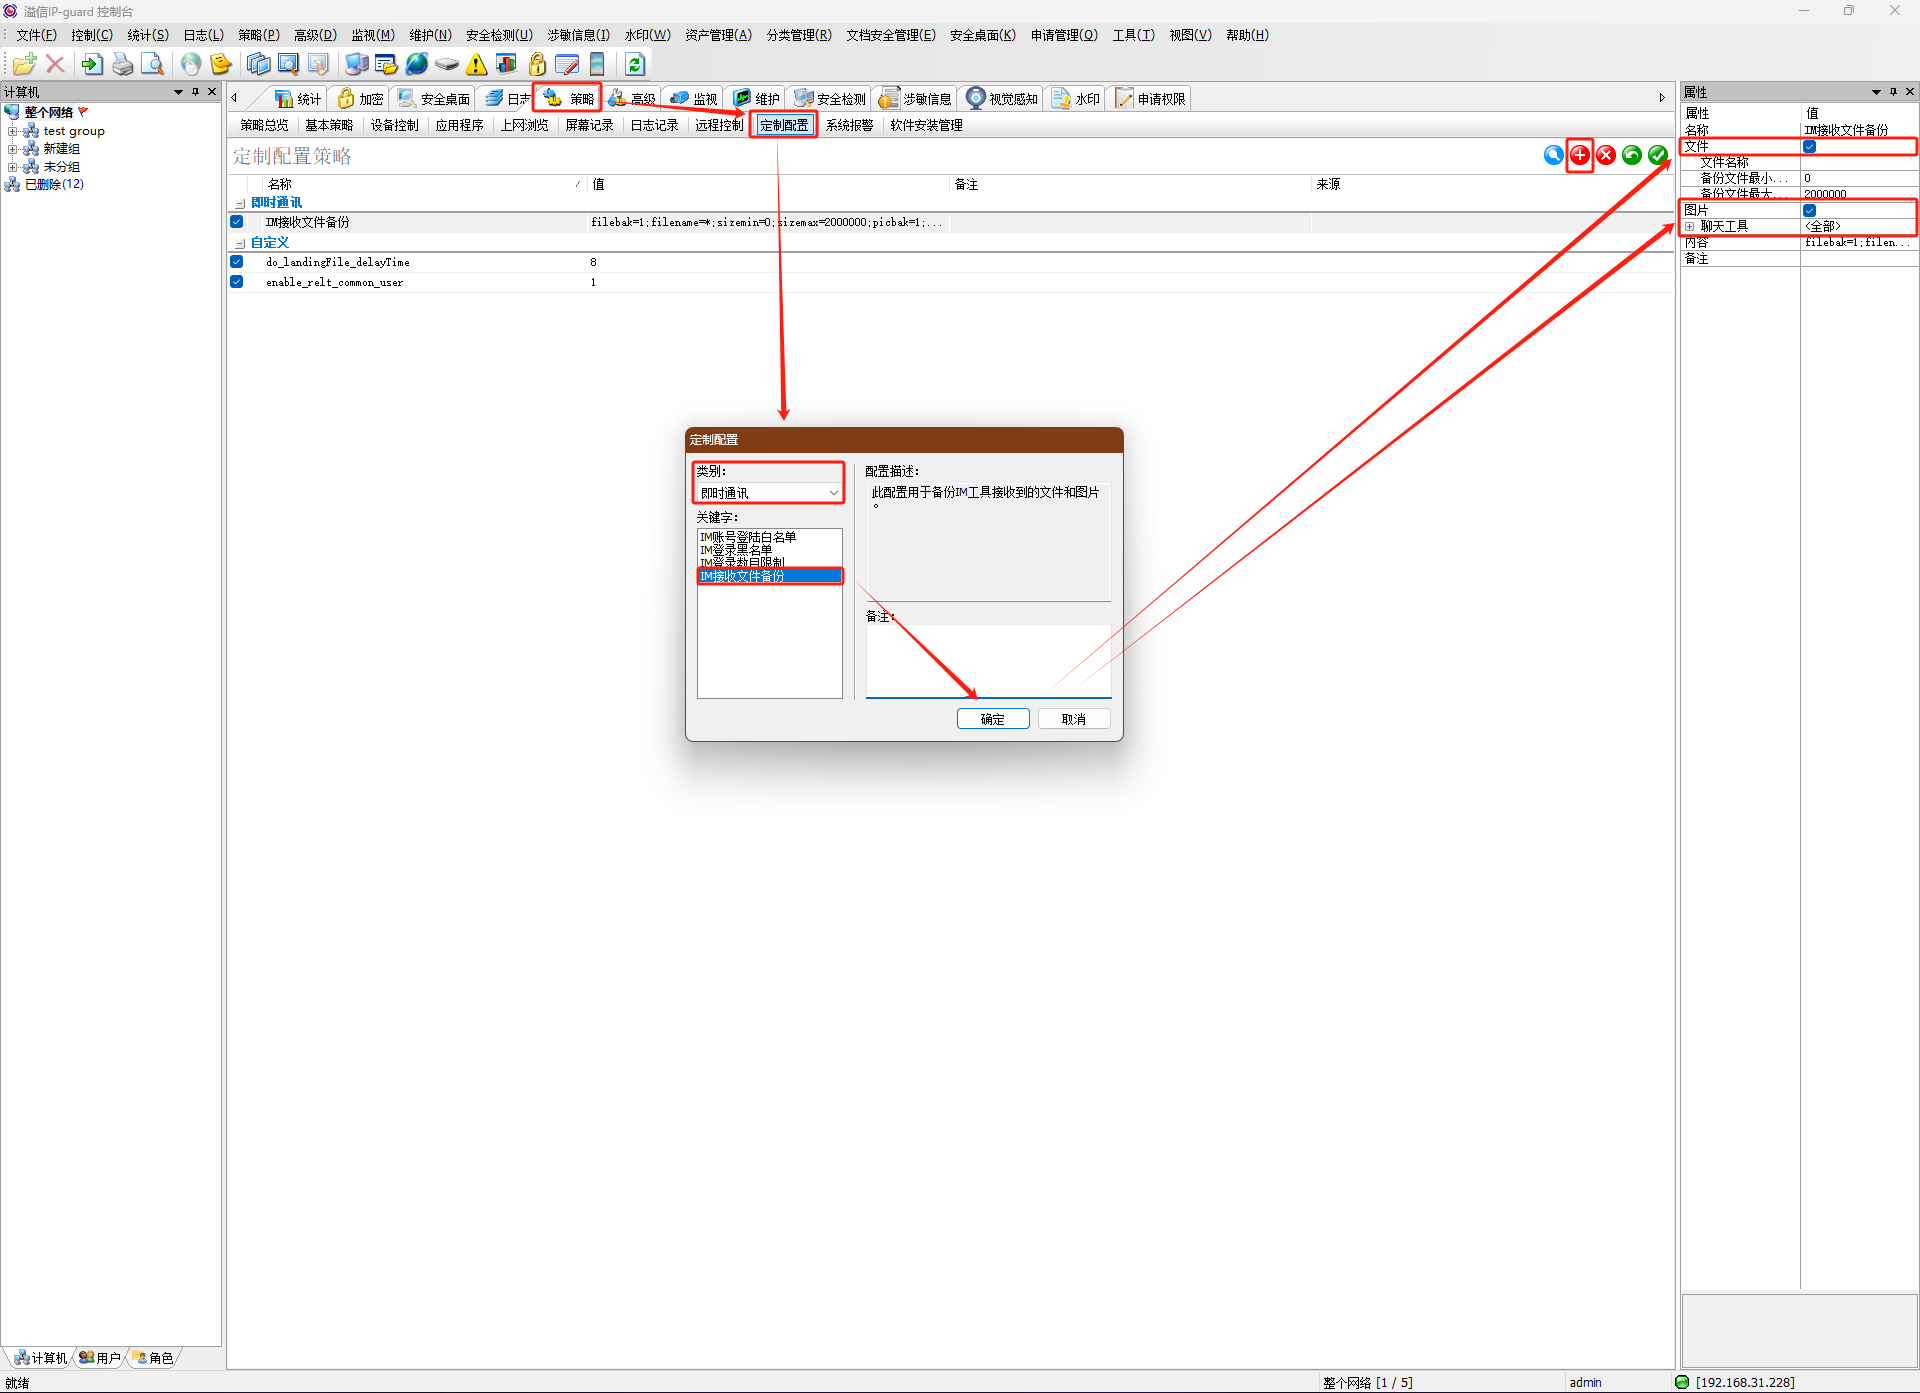 溢信IP-guard 控制台
文件(F) 控制(C) 统计(S) 日志(L) 策略(P) 高级(D) 监视(M) 维护(N) 安全检测(U) 涉敏信息(I) 水印(W) 资产管理(A) 分类管理(R) 文档安全管理(E) 安全桌面(K) 申请管理(Q) 工具(T) 视图(V) 帮助(H)
计算机
整个网络
test group
新建组
未分组
已删除(12)
统计 加密 安全桌面 日志 策略 高级 监视 维护 安全检测 涉敏信息 视觉感知 水印 申请权限
策略总览 基本策略 设备控制 应用程序 上网浏览 屏幕记录 日志记录 远程控制 定制配置 系统报警 软件安装管理
定制配置策略
名称 值 备注 来源
即时通讯
IM接收文件备份 filebak=1;filename=*;sizemin=0;sizemax=2000000;picbak=1;...
自定义
do_landingFile_delayTime 8
enable_relt_common_user 1
定制配置
类别:
即时通讯
关键字:
IM账号登陆白名单
IM登录黑名单
IM登录数目限制
IM接收文件备份
配置描述:
此配置用于备份IM工具接收到的文件和图片
。
备注:
确定 取消
属性
属性 值
名称 IM接收文件备份
文件
文件名称
备份文件最小... 0
备份文件最大... 2000000
图片
聊天工具 <全部>
内容 filebak=1;filen...
备注
计算机 用户 角色
就绪 整个网络 [1 / 5] admin [192.168.31.228]